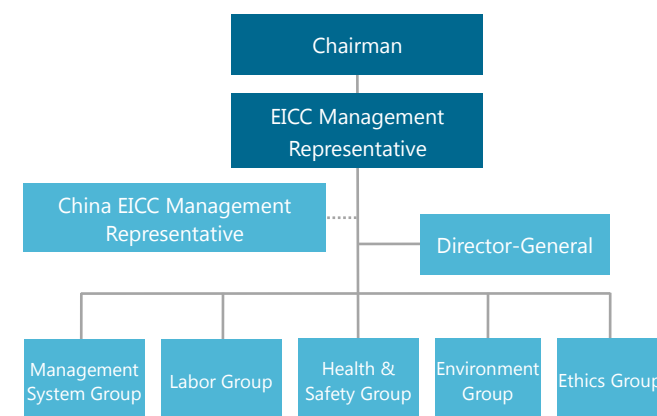 Chairman
EICC Management
Representative
China EICC Management
Representative
Director-General
Management
System Group
Labor Group
Health &
Safety Group
Environment
Group
Ethics Group